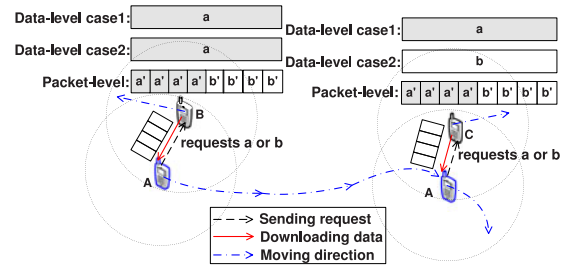 Data-level case1: a
Data-level case2: a
Packet-level: a' a' a' a' b' b' b' b'
B
requests a or b
A
Data-level case1: a
Data-level case2: b
Packet-level: a' a' a' a' b' b' b' b'
C
requests a or b
A
Sending request
Downloading data
Moving direction